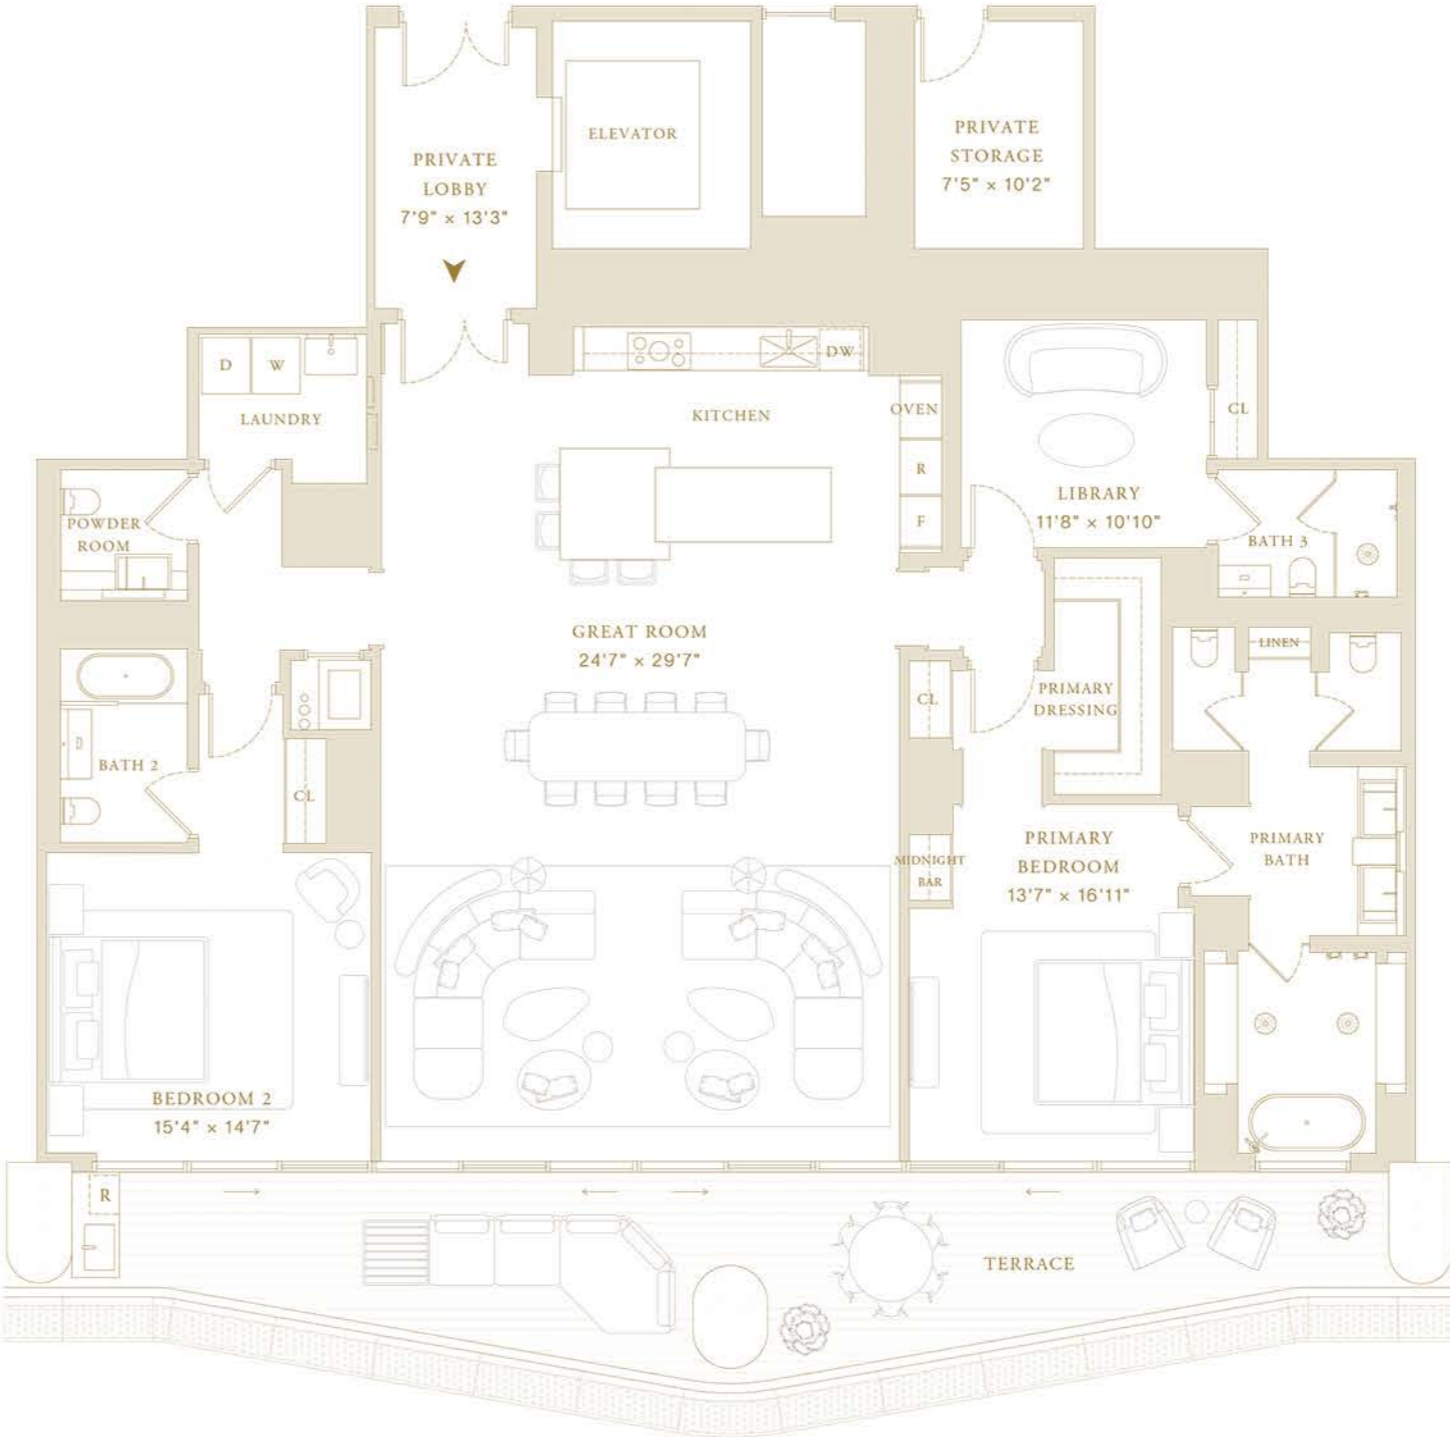 ELEVATOR
PRIVATE
LOBBY
7'9" × 13'3"
PRIVATE
STORAGE
7'5" × 10'2"
D
W
LAUNDRY
DW
KITCHEN
OVEN
R
F
CL
LIBRARY
11'8" × 10'10"
BATH 3
POWDER
ROOM
GREAT ROOM
24'7" × 29'7"
LINEN
PRIMARY
DRESSING
CL
BATH 2
CL
MIDNIGHT
BAR
PRIMARY
BEDROOM
13'7" × 16'11"
PRIMARY
BATH
BEDROOM 2
15'4" × 14'7"
R
TERRACE